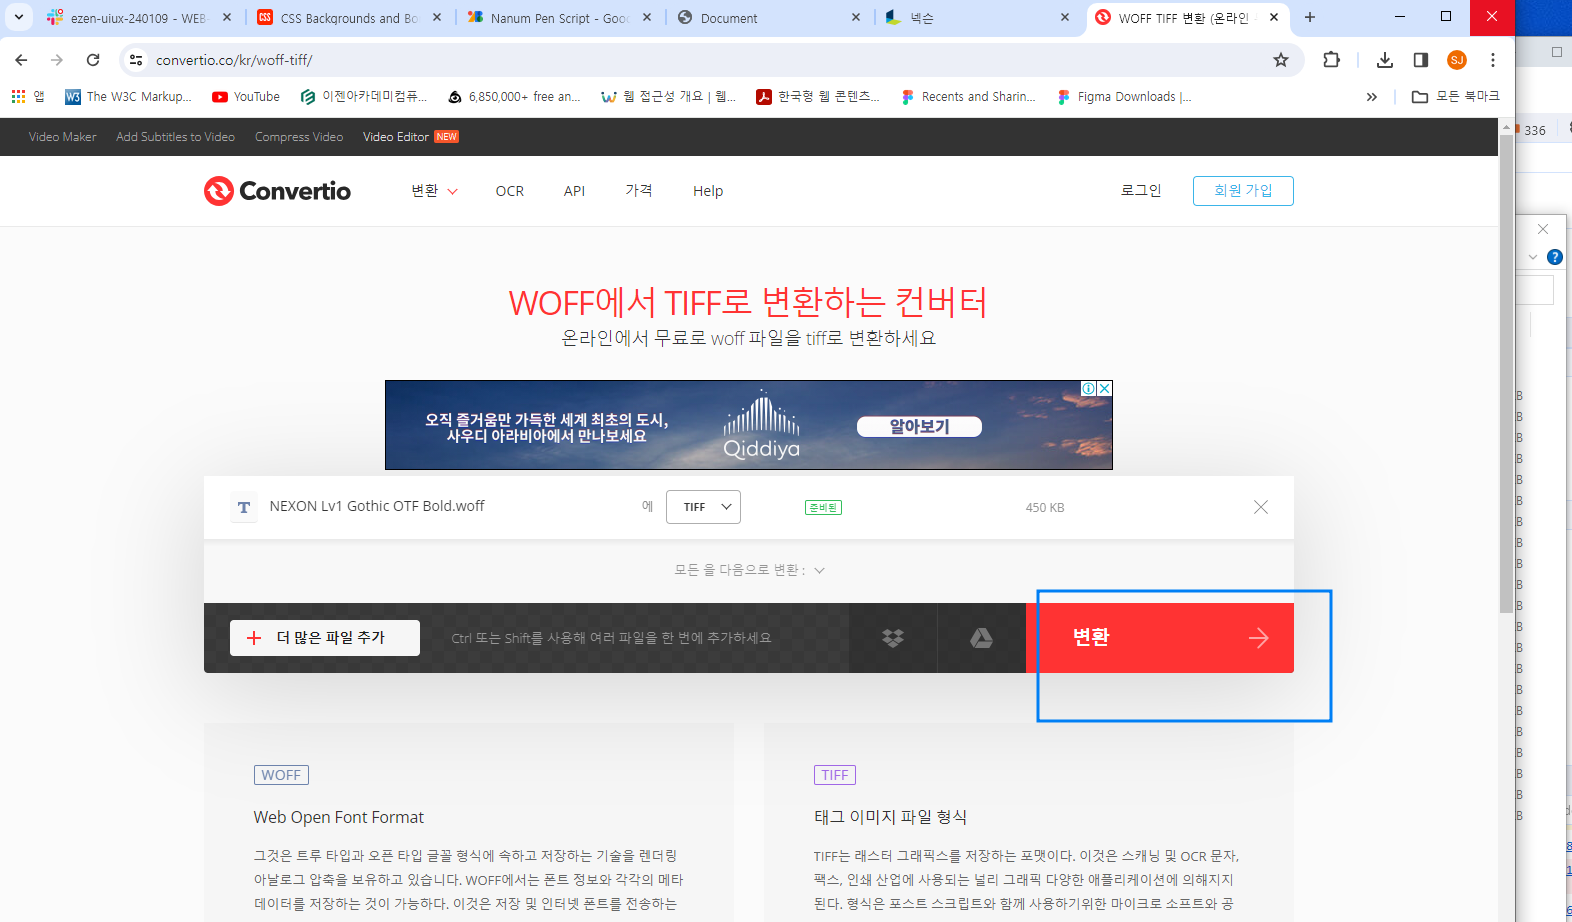 ezen-uiux-240109 - WEB-
CSS Backgrounds and Bo
Nanum Pen Script - Goo
Document
넥슨
WOFF TIFF 변환 (온라인
convertio.co/kr/woff-tiff/
SJ
앱
The W3C Markup...
YouTube
이젠아카데미컴퓨...
6,850,000+ free an...
웹 접근성 개요 | 웹...
한국형 웹 콘텐츠...
Recents and Sharin...
Figma Downloads |...
모든 북마크
Video Maker
Add Subtitles to Video
Compress Video
Video Editor NEW
336
Convertio
변환
OCR
API
가격
Help
로그인
회원 가입
WOFF에서 TIFF로 변환하는 컨버터
온라인에서 무료로 woff 파일을 tiff로 변환하세요
오직 즐거움만 가득한 세계 최초의 도시,
사우디 아라비아에서 만나보세요
Qiddiya
알아보기
NEXON Lv1 Gothic OTF Bold.woff
에
TIFF
준비된
450 KB
모든 을 다음으로 변환 :
더 많은 파일 추가
Ctrl 또는 Shift를 사용해 여러 파일을 한 번에 추가하세요
변환
WOFF
Web Open Font Format
그것은 트루 타입과 오픈 타입 글꼴 형식에 속하고 저장하는 기술을 렌더링
아날로그 압축을 보유하고 있습니다. WOFF에서는 폰트 정보와 각각의 메타
데이터를 저장하는 것이 가능하다. 이것은 저장 및 인터넷 폰트를 전송하는
TIFF
태그 이미지 파일 형식
TIFF는 래스터 그래픽스를 저장하는 포맷이다. 이것은 스캐닝 및 OCR 문자,
팩스, 인쇄 산업에 사용되는 널리 그래픽 다양한 애플리케이션에 의해지지
된다. 형식은 포스트 스크립트와 함께 사용하기위한 마이크로 소프트와 공